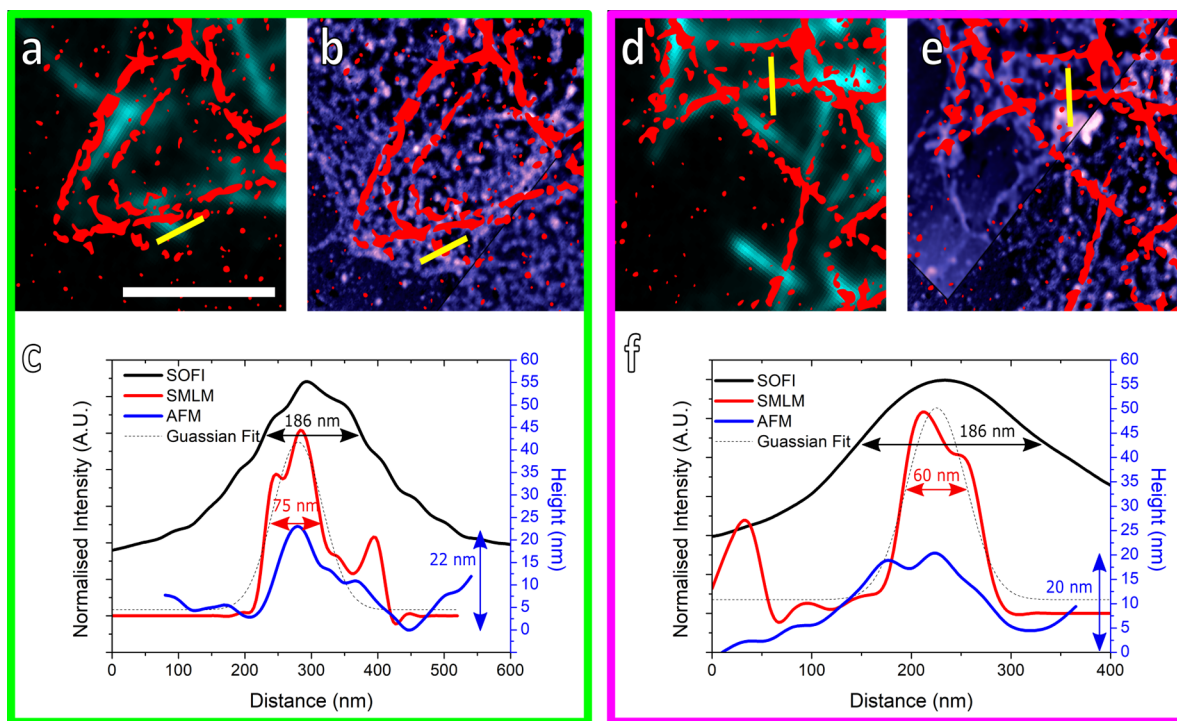 a
b
d
e
c
SOFI
SMLM
AFM
Guassian Fit
186 nm
75 nm
22 nm
Normalised Intensity (A.U.)
Height (nm)
60
55
50
45
40
35
30
25
20
15
10
5
0
0 100 200 300 400 500 600
Distance (nm)
f
SOFI
SMLM
AFM
Guassian Fit
186 nm
60 nm
20 nm
Normalised Intensity (A.U.)
Height (nm)
60
55
50
45
40
35
30
25
20
15
10
5
0
0 100 200 300 400
Distance (nm)